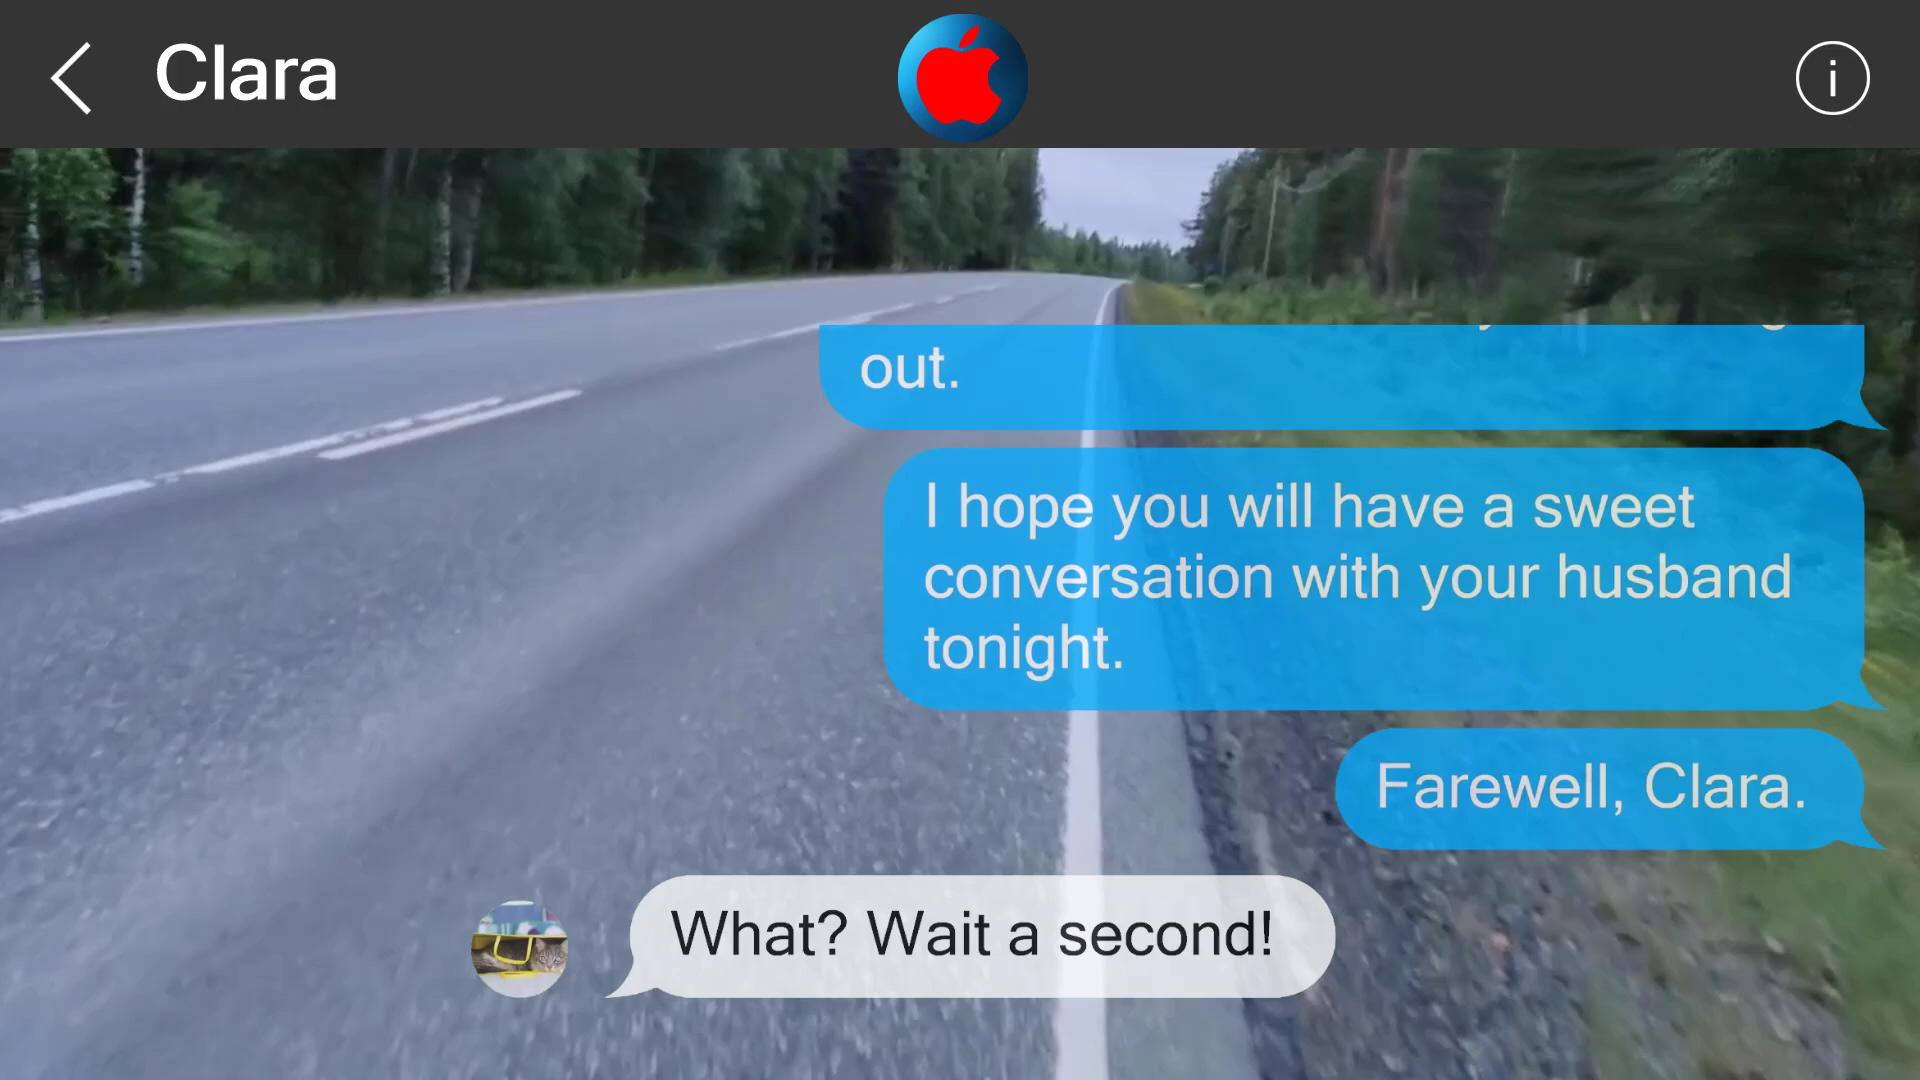 Clara
out.
I hope you will have a sweet
conversation with your husband
tonight.
Farewell, Clara.
What? Wait a second!